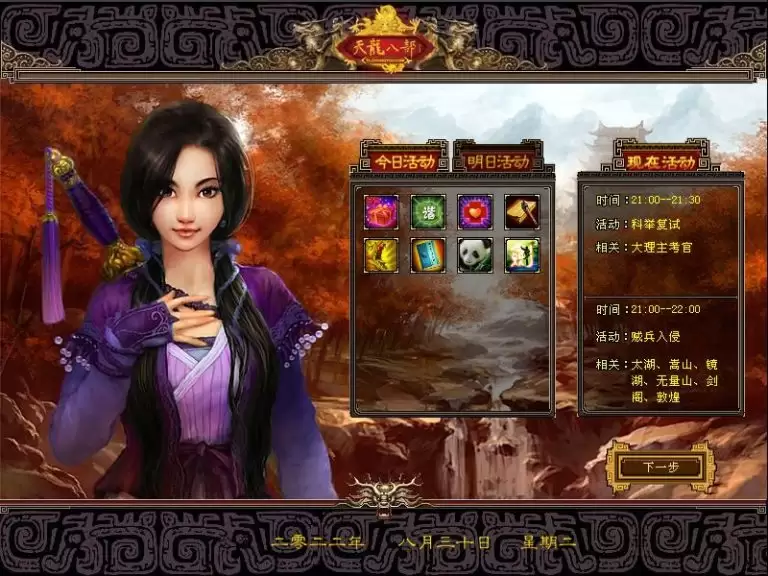 天龍八部
今日活动
明日活动
现在活动
谐
时间：21:00--21:30
活动：科举复试
相关：大理主考官
时间：21:00--22:00
活动：贼兵入侵
相关：太湖、嵩山、镜
湖、无量山、剑
阁、敦煌
下一步
二零二二年 八月三十日 星期二